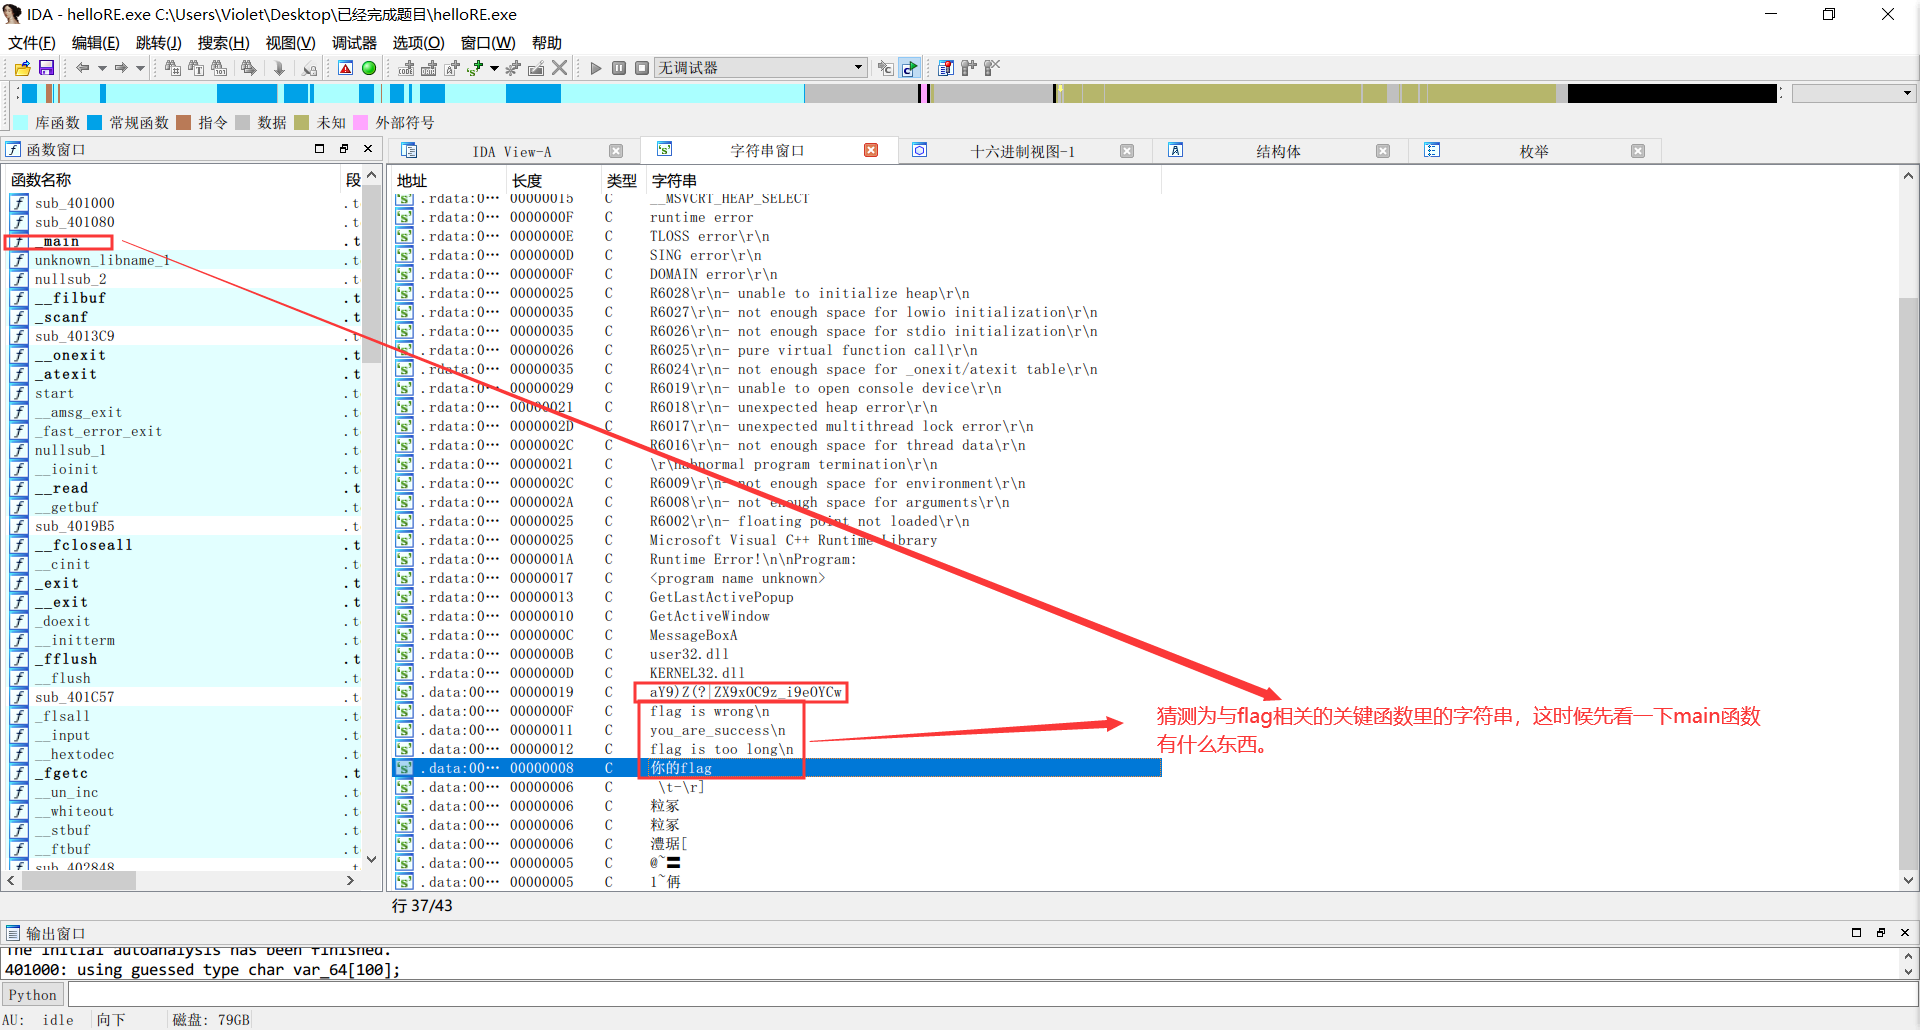 IDA - helloRE.exe C:\Users\Violet\Desktop\已经完成题目\helloRE.exe
文件(F) 编辑(E) 跳转(J) 搜索(H) 视图(V) 调试器 选项(O) 窗口(W) 帮助
无调试器
库函数 常规函数 指令 数据 未知 外部符号
函数窗口
IDA View-A 字符串窗口 十六进制视图-1 结构体 枚举
函数名称 段
sub_401000 .t
sub_401080 .t
_main .t
unknown_libname_1 .t
nullsub_2 .t
__filbuf .t
_scanf .t
sub_4013C9 .t
__onexit .t
_atexit .t
start .t
__amsg_exit .t
_fast_error_exit .t
nullsub_1 .t
__ioinit .t
__read .t
__getbuf .t
sub_4019B5 .t
__fcloseall .t
__cinit .t
_exit .t
__exit .t
_doexit .t
__initterm .t
_fflush .t
__flush .t
sub_401C57 .t
_flsall .t
__input .t
__hextodec .t
_fgetc .t
__un_inc .t
__whiteout .t
__stbuf .t
__ftbuf .t
sub_402848 .t
地址 长度 类型 字符串
.rdata:0… 00000015 C __MSVCRT_HEAP_SELECT
.rdata:0… 0000000F C runtime error
.rdata:0… 0000000E C TLOSS error\r\n
.rdata:0… 0000000D C SING error\r\n
.rdata:0… 0000000F C DOMAIN error\r\n
.rdata:0… 00000025 C R6028\r\n- unable to initialize heap\r\n
.rdata:0… 00000035 C R6027\r\n- not enough space for lowio initialization\r\n
.rdata:0… 00000035 C R6026\r\n- not enough space for stdio initialization\r\n
.rdata:0… 00000026 C R6025\r\n- pure virtual function call\r\n
.rdata:0… 00000035 C R6024\r\n- not enough space for _onexit/atexit table\r\n
.rdata:0… 00000029 C R6019\r\n- unable to open console device\r\n
.rdata:0… 00000021 C R6018\r\n- unexpected heap error\r\n
.rdata:0… 0000002D C R6017\r\n- unexpected multithread lock error\r\n
.rdata:0… 0000002C C R6016\r\n- not enough space for thread data\r\n
.rdata:0… 00000021 C \r\nabnormal program termination\r\n
.rdata:0… 0000002C C R6009\r\n- not enough space for environment\r\n
.rdata:0… 0000002A C R6008\r\n- not enough space for arguments\r\n
.rdata:0… 00000025 C R6002\r\n- floating point not loaded\r\n
.rdata:0… 00000025 C Microsoft Visual C++ Runtime Library
.rdata:0… 0000001A C Runtime Error!\n\nProgram:
.rdata:0… 00000017 C <program name unknown>
.rdata:0… 00000013 C GetLastActivePopup
.rdata:0… 00000010 C GetActiveWindow
.rdata:0… 0000000C C MessageBoxA
.rdata:0… 0000000B C user32.dll
.rdata:0… 0000000D C KERNEL32.dll
.data:00… 00000019 C aY9)Z(?|ZX9xOC9z_i9eOYCw
.data:00… 0000000F C flag is wrong\n
.data:00… 00000011 C you_are_success\n
.data:00… 00000012 C flag is too long\n
.data:00… 00000008 C 你的flag
.data:00… 00000006 C \t-\r]
.data:00… 00000006 C 粒冢
.data:00… 00000006 C 粒冢
.data:00… 00000006 C 澧琚[
.data:00… 00000005 C @~〓
.data:00… 00000005 C 1~侢
猜测为与flag相关的关键函数里的字符串，这时候先看一下main函数
有什么东西。
行 37/43
输出窗口
The initial autoanalysis has been finished.
401000: using guessed type char var_64[100];
Python
AU: idle 向下 磁盘: 79GB